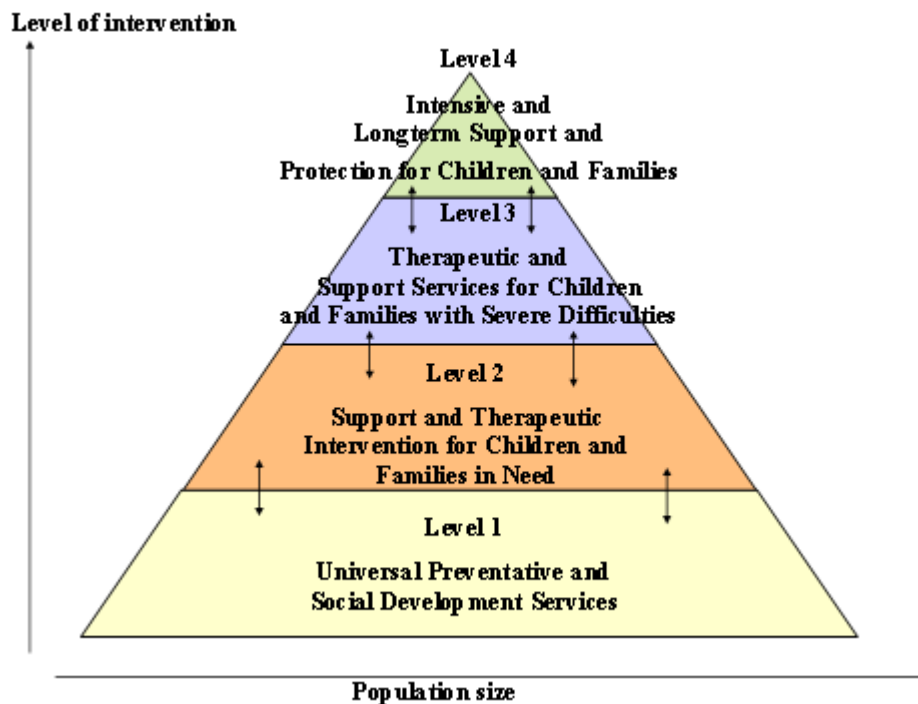 Level of intervention
Level 4
Intensive and
Longterm Support and
Protection for Children and Families
Level 3
Therapeutic and
Support Services for Children
and Families with Severe Difficulties
Level 2
Support and Therapeutic
Intervention for Children and
Families in Need
Level 1
Universal Preventative and
Social Development Services
Population size